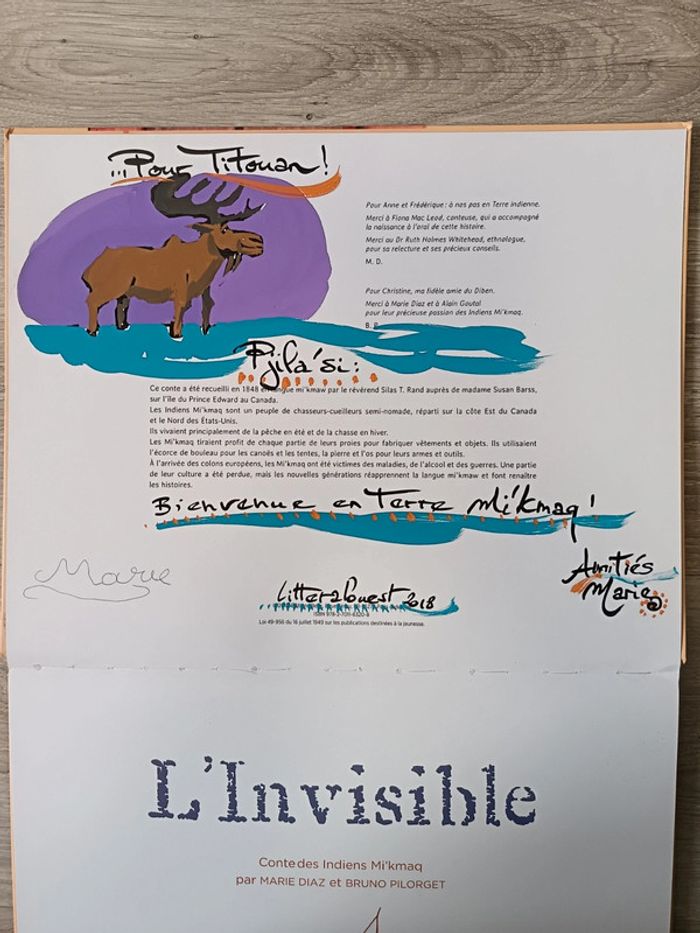 ...Pour Titouan!
Pour Anne et Frédérique : à nos pas en Terre indienne.
Merci à Fiona Mac Leod, conteuse, qui a accompagné
la naissance à l'oral de cette histoire.
Merci au Dr Ruth Holmes Whitehead, ethnologue,
pour sa relecture et ses précieux conseils.
M. D.
Pour Christine, ma fidèle amie du Diben.
Merci à Marie Diaz et à Alain Goutal
pour leur précieuse passion des Indiens Mi'kmaq.
B. P.
Pjila'si :
Ce conte a été recueilli en 1848 en langue mi'kmaw par le révérend Silas T. Rand auprès de madame Susan Barss,
sur l'île du Prince Edward au Canada.
Les Indiens Mi'kmaq sont un peuple de chasseurs-cueilleurs semi-nomade, réparti sur la côte Est du Canada
et le Nord des États-Unis.
Ils vivaient principalement de la pêche en été et de la chasse en hiver.
Les Mi'kmaq tiraient profit de chaque partie de leurs proies pour fabriquer vêtements et objets. Ils utilisaient
l'écorce de bouleau pour les canoës et les tentes, la pierre et l'os pour leurs armes et outils.
À l'arrivée des colons européens, les Mi'kmaq ont été victimes des maladies, de l'alcool et des guerres. Une partie
de leur culture a été perdue, mais les nouvelles générations réapprennent la langue mi'kmaw et font renaître
les histoires.
Bienvenue en Terre Mi'kmaq !
Marie
Amitiés
Marie
Litter2Ouest 2018
ISBN 978-2-7011-6320-8
Loi 49-956 du 16 juillet 1949 sur les publications destinées à la jeunesse.
L'Invisible
Conte des Indiens Mi'kmaq
par MARIE DIAZ et BRUNO PILORGET